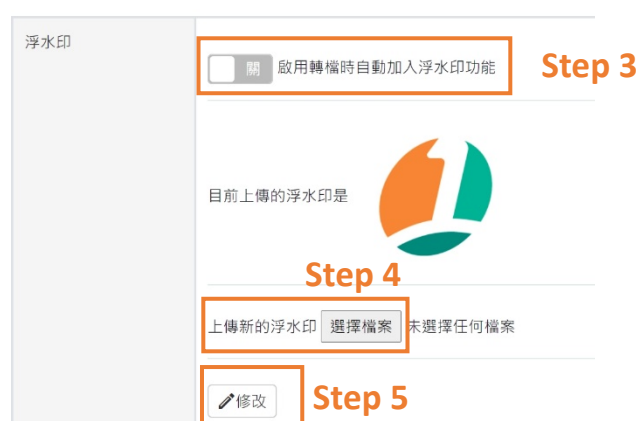 浮水印
關 啟用轉檔時自動加入浮水印功能 Step 3
目前上傳的浮水印是
Step 4
上傳新的浮水印 選擇檔案 未選擇任何檔案
修改 Step 5